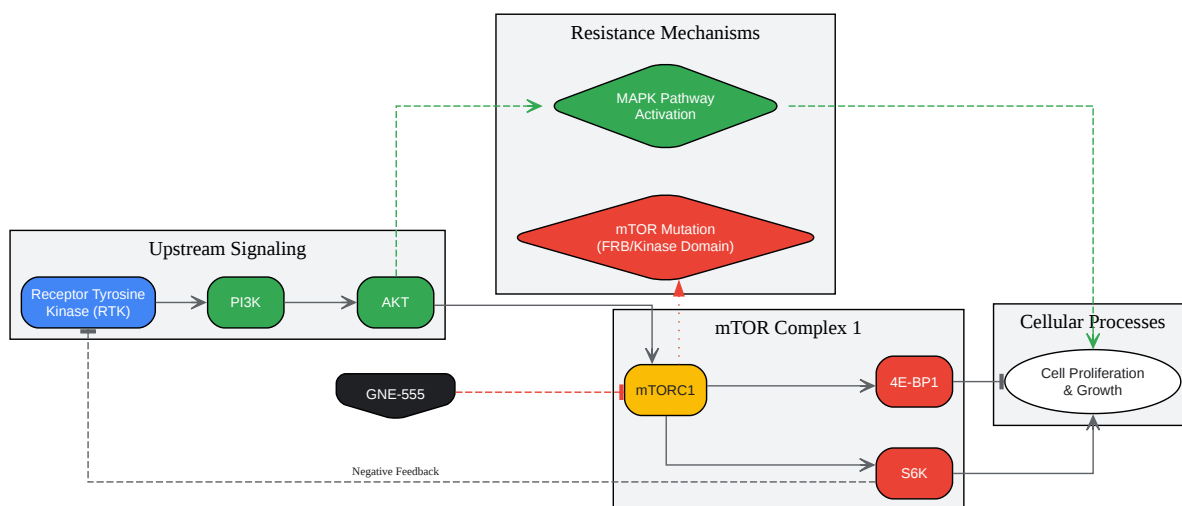 Resistance Mechanisms
MAPK Pathway
Activation
mTOR Mutation
(FRB/Kinase Domain)
Upstream Signaling
Receptor Tyrosine
Kinase (RTK)
PI3K
AKT
mTOR Complex 1
Cellular Processes
GNE-555
mTORC1
4E-BP1
Cell Proliferation
& Growth
Negative Feedback
S6K